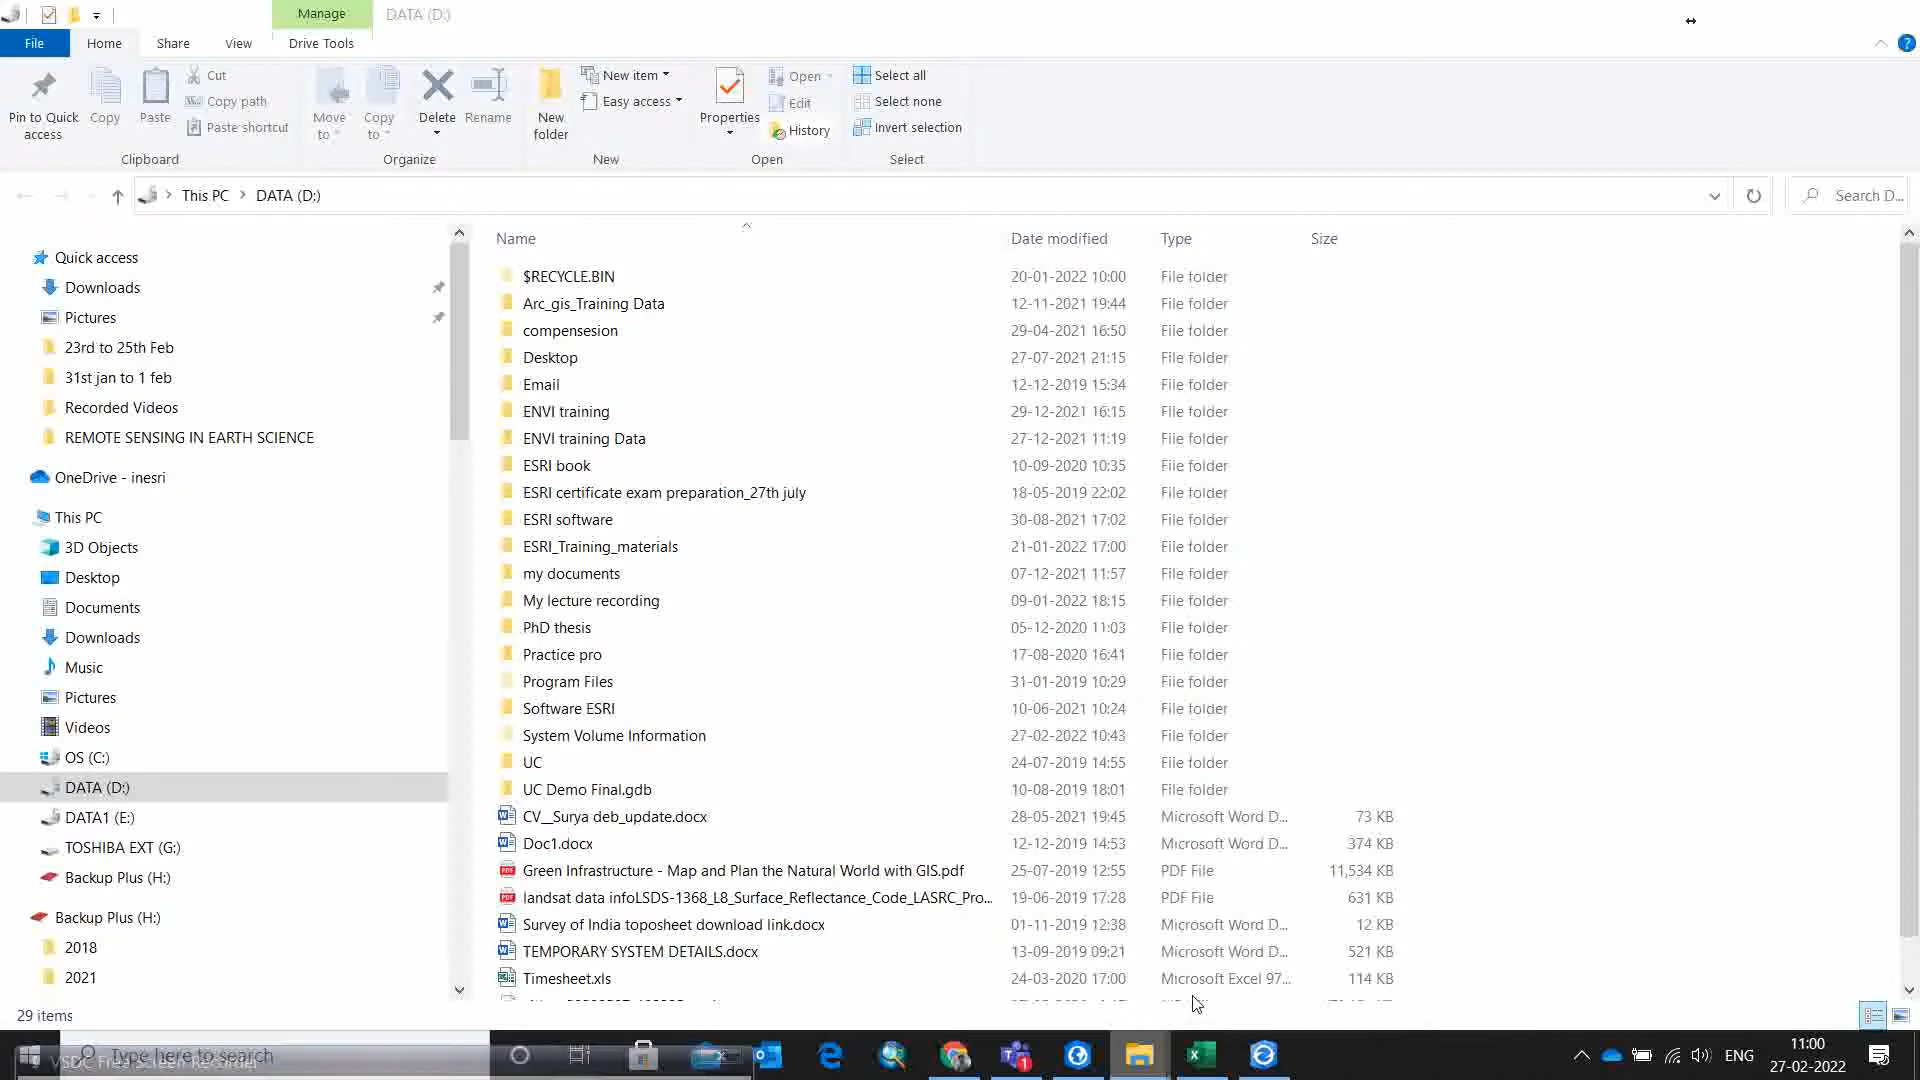 Manage
DATA (D:)
File
Home
Share
View
Drive Tools
Pin to Quick access
Copy
Paste
Cut
Copy path
Paste shortcut
Clipboard
Move to
Copy to
Delete
Rename
Organize
New folder
New item
Easy access
New
Properties
Open
Edit
History
Open
Select all
Select none
Invert selection
Select
This PC
DATA (D:)
Search D...
Quick access
Downloads
Pictures
23rd to 25th Feb
31st jan to 1 feb
Recorded Videos
REMOTE SENSING IN EARTH SCIENCE
OneDrive - inesri
This PC
3D Objects
Desktop
Documents
Downloads
Music
Pictures
Videos
OS (C:)
DATA (D:)
DATA1 (E:)
TOSHIBA EXT (G:)
Backup Plus (H:)
Backup Plus (H:)
2018
2021
Name Date modified Type Size
$RECYCLE.BIN 20-01-2022 10:00 File folder
Arc_gis_Training Data 12-11-2021 19:44 File folder
compensesion 29-04-2021 16:50 File folder
Desktop 27-07-2021 21:15 File folder
Email 12-12-2019 15:34 File folder
ENVI training 29-12-2021 16:15 File folder
ENVI training Data 27-12-2021 11:19 File folder
ESRI book 10-09-2020 10:35 File folder
ESRI certificate exam preparation_27th july 18-05-2019 22:02 File folder
ESRI software 30-08-2021 17:02 File folder
ESRI_Training_materials 21-01-2022 17:00 File folder
my documents 07-12-2021 11:57 File folder
My lecture recording 09-01-2022 18:15 File folder
PhD thesis 05-12-2020 11:03 File folder
Practice pro 17-08-2020 16:41 File folder
Program Files 31-01-2019 10:29 File folder
Software ESRI 10-06-2021 10:24 File folder
System Volume Information 27-02-2022 10:43 File folder
UC 24-07-2019 14:55 File folder
UC Demo Final.gdb 10-08-2019 18:01 File folder
CV__Surya deb_update.docx 28-05-2021 19:45 Microsoft Word D... 73 KB
Doc1.docx 12-12-2019 14:53 Microsoft Word D... 374 KB
Green Infrastructure - Map and Plan the Natural World with GIS.pdf 25-07-2019 12:55 PDF File 11,534 KB
landsat data infoLSDS-1368_L8_Surface_Reflectance_Code_LASRC_Pro... 19-06-2019 17:28 PDF File 631 KB
Survey of India toposheet download link.docx 01-11-2019 12:38 Microsoft Word D... 12 KB
TEMPORARY SYSTEM DETAILS.docx 13-09-2019 09:21 Microsoft Word D... 521 KB
Timesheet.xls 24-03-2020 17:00 Microsoft Excel 97... 114 KB
29 items
Type here to search
VSDC Free Screen Recorder
1
ENG
11:00
27-02-2022